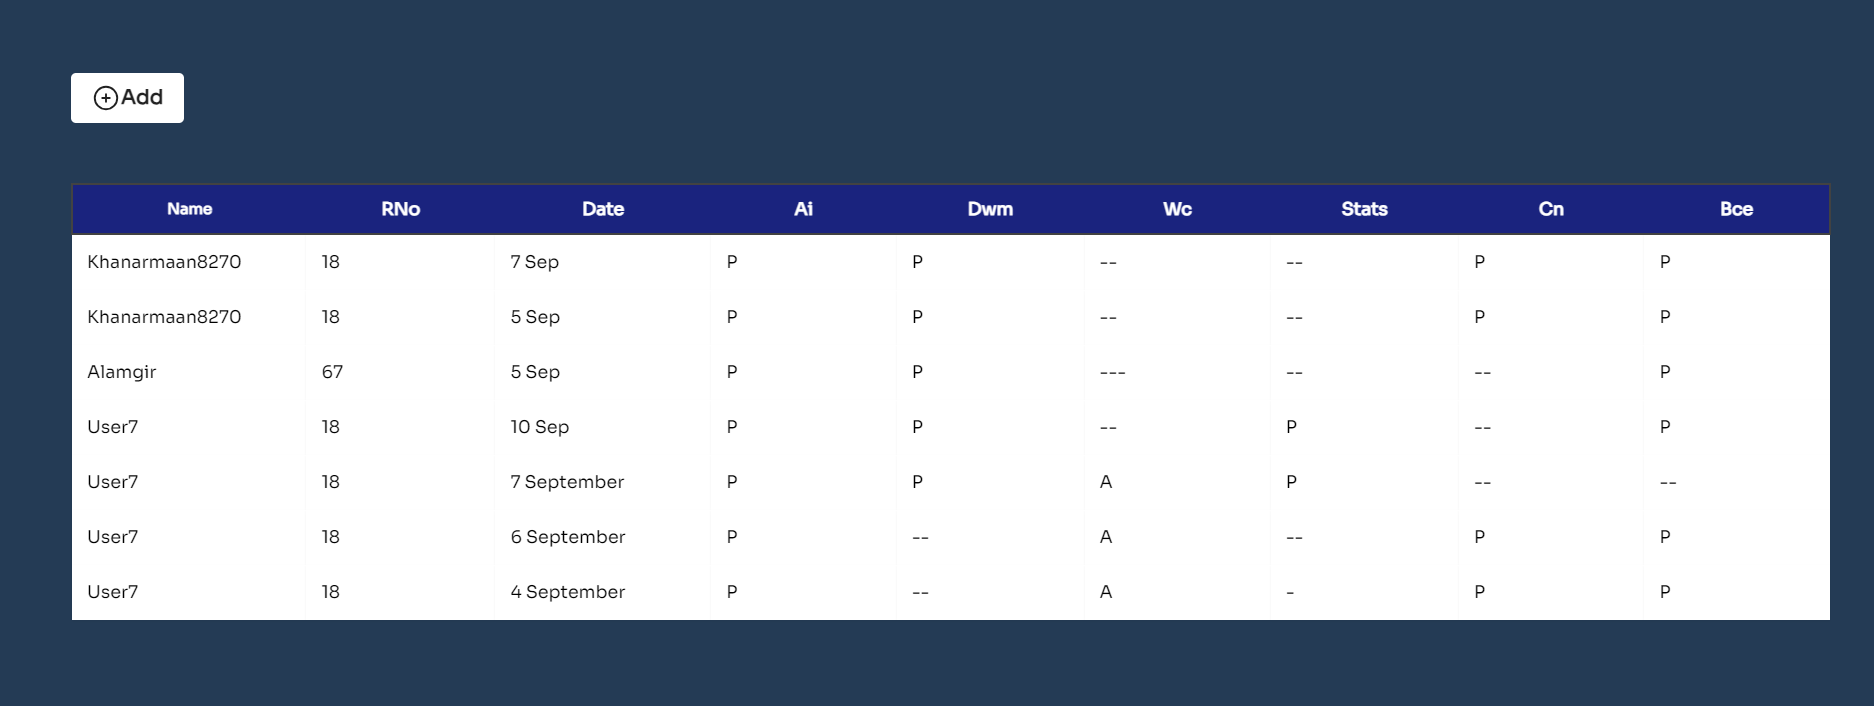 Add
Name RNo Date Ai Dwm Wc Stats Cn Bce
Khanarmaan8270 18 7 Sep P P -- -- P P
Khanarmaan8270 18 5 Sep P P -- -- P P
Alamgir 67 5 Sep P P --- -- -- P
User7 18 10 Sep P P -- P -- P
User7 18 7 September P P A P -- --
User7 18 6 September P -- A -- P P
User7 18 4 September P -- A - P P